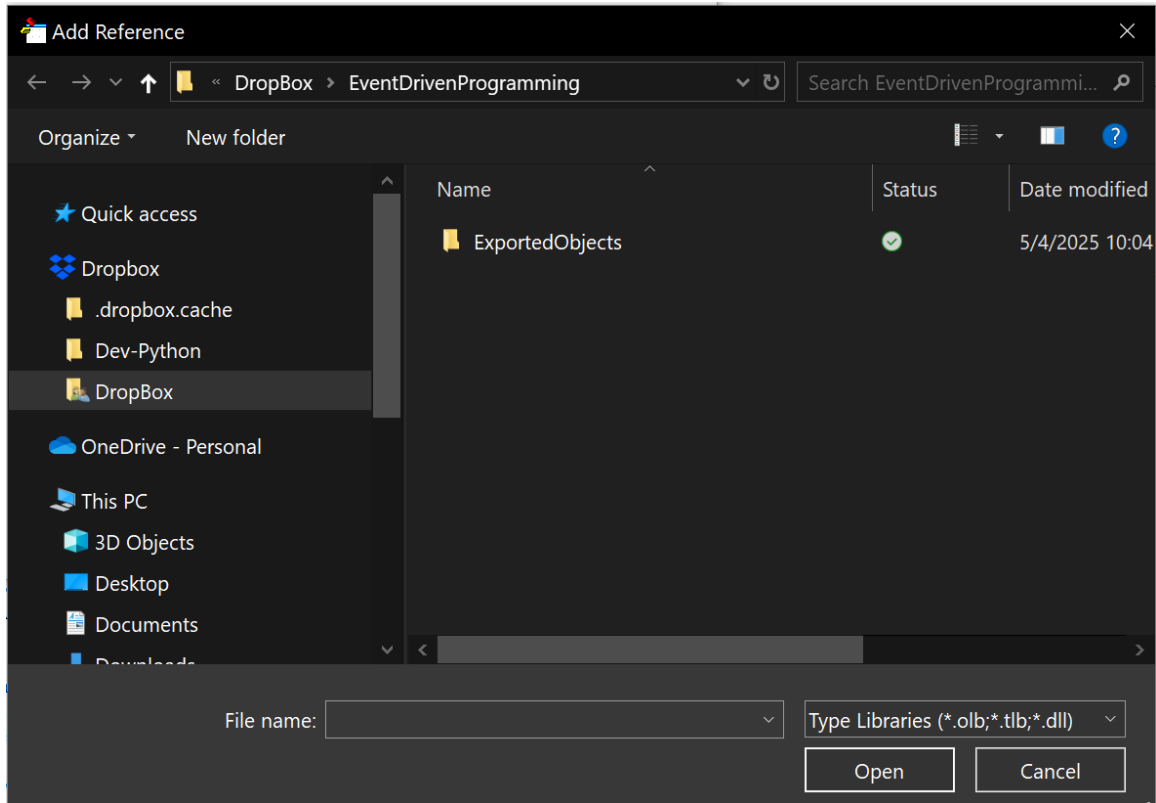 Add Reference
« DropBox > EventDrivenProgramming
Search EventDrivenProgrammi...
Organize
New folder
?
Name
Status
Date modified
Quick access
ExportedObjects
5/4/2025 10:04
Dropbox
.dropbox.cache
Dev-Python
DropBox
OneDrive - Personal
This PC
3D Objects
Desktop
Documents
Downloads
File name:
Type Libraries (*.olb;*.tlb;*.dll)
Open
Cancel